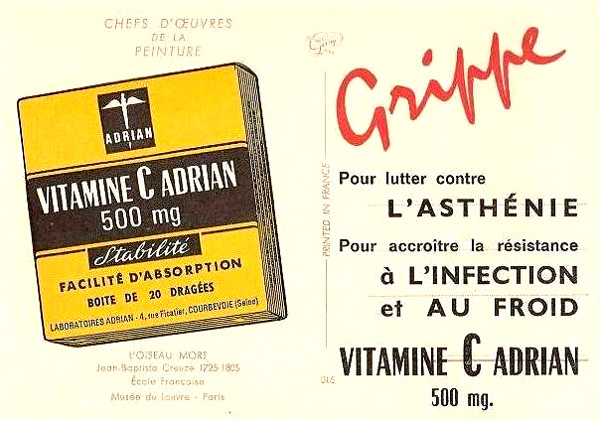 CHEFS D'ŒUVRES
DE LA
PEINTURE
ADRIAN
VITAMINE C ADRIAN
500 mg
Stabilité
FACILITÉ D'ABSORPTION
BOITE DE 20 DRAGÉES
LABORATOIRES ADRIAN - 4, rue Ficatier, COURBEVOIE (Seine)
L'OISEAU MORT
Jean-Baptiste Greuze 1725-1805
École Française
Musée du Louvre - Paris
PRINTED IN FRANCE
Grippe
Pour lutter contre
L'ASTHÉNIE
Pour accroître la résistance
à L'INFECTION
et AU FROID
VITAMINE C ADRIAN
500 mg.